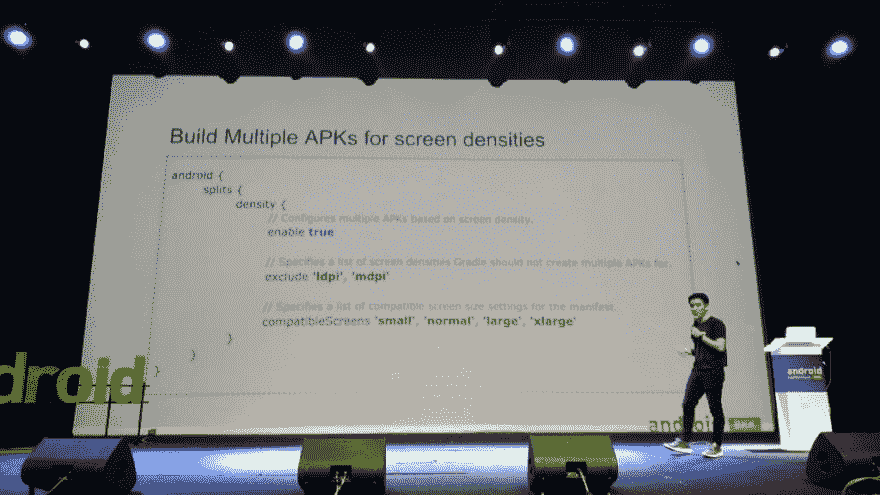 Build Multiple APKs for screen densities
android {
splits {
density {
// Configures multiple APKs based on screen density.
enable true
// Specifies a list of screen densities Gradle should not create multiple APKs for.
exclude 'ldpi', 'mdpi'
// Specifies a list of compatible screen size settings for the manifest.
compatibleScreens 'small', 'normal', 'large', 'xlarge'
}
}
}
droid
android
android